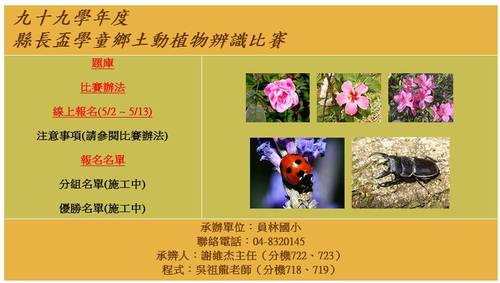 九十九學年度
縣長盃學童鄉土動植物辨識比賽
題庫
比賽辦法
線上報名(5/2 ~ 5/13)
注意事項(請參閱比賽辦法)
報名名單
分組名單(施工中)
優勝名單(施工中)
承辦單位：員林國小
聯絡電話：04-8320145
承辨人：謝維杰主任（分機722、723）
程式：吳祖龍老師（分機718、719）